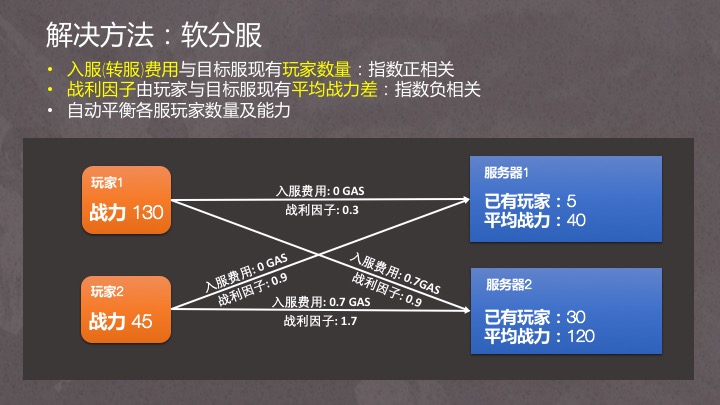 解决方法：软分服
• 入服(转服)费用与目标服现有玩家数量：指数正相关
• 战利因子由玩家与目标服现有平均战力差：指数负相关
• 自动平衡各服玩家数量及能力
玩家1
战力 130
入服费用: 0 GAS
战利因子: 0.3
服务器1
已有玩家：5
平均战力：40
入服费用: 0 GAS
战利因子: 0.9
入服费用: 0.7GAS
战利因子: 0.9
玩家2
战力 45
入服费用: 0.7 GAS
战利因子: 1.7
服务器2
已有玩家：30
平均战力：120